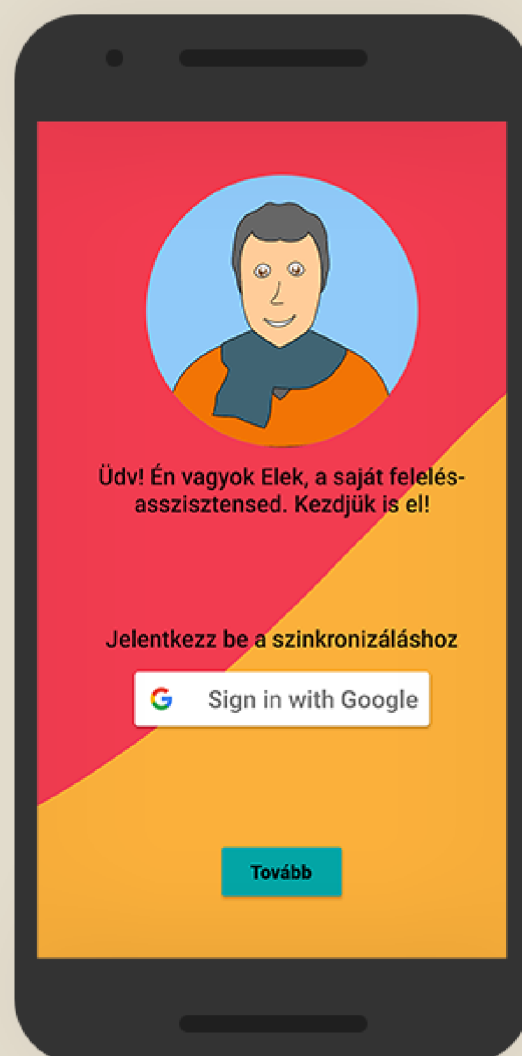 Üdv! Én vagyok Elek, a saját felelés-
asszisztensed. Kezdjük is el!
Jelentkezz be a szinkronizáláshoz
G Sign in with Google
Tovább